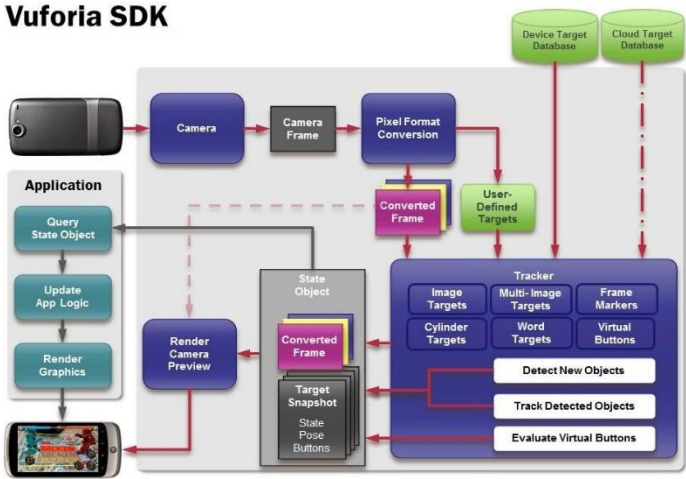 Vuforia SDK
Device Target
Database
Cloud Target
Database
Camera
Camera
Frame
Pixel Format
Conversion
Application
Query
State Object
Update
App Logic
Render
Graphics
Converted
Frame
User-
Defined
Targets
State
Object
Converted
Frame
Target
Snapshot
State
Pose
Buttons
Render
Camera
Preview
Tracker
Image
Targets
Multi-Image
Targets
Frame
Markers
Cylinder
Targets
Word
Targets
Virtual
Buttons
Detect New Objects
Track Detected Objects
Evaluate Virtual Buttons